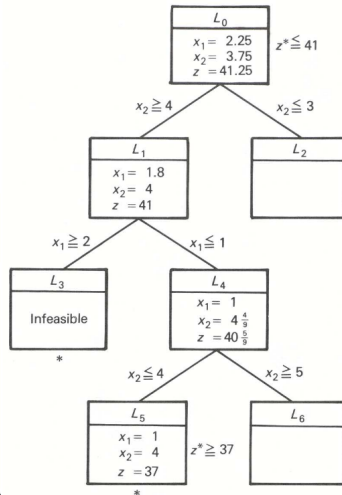 L₀
x₁ = 2.25
x₂ = 3.75
z = 41.25
z* ≦ 41
x₂ ≧ 4
x₂ ≦ 3
L₁
x₁ = 1.8
x₂ = 4
z = 41
L₂
x₁ ≧ 2
x₁ ≦ 1
L₃
Infeasible
*
L₄
x₁ = 1
x₂ = 4 4/9
z = 40 5/9
x₂ ≦ 4
x₂ ≧ 5
L₅
x₁ = 1
x₂ = 4
z = 37
*
z* ≧ 37
L₆